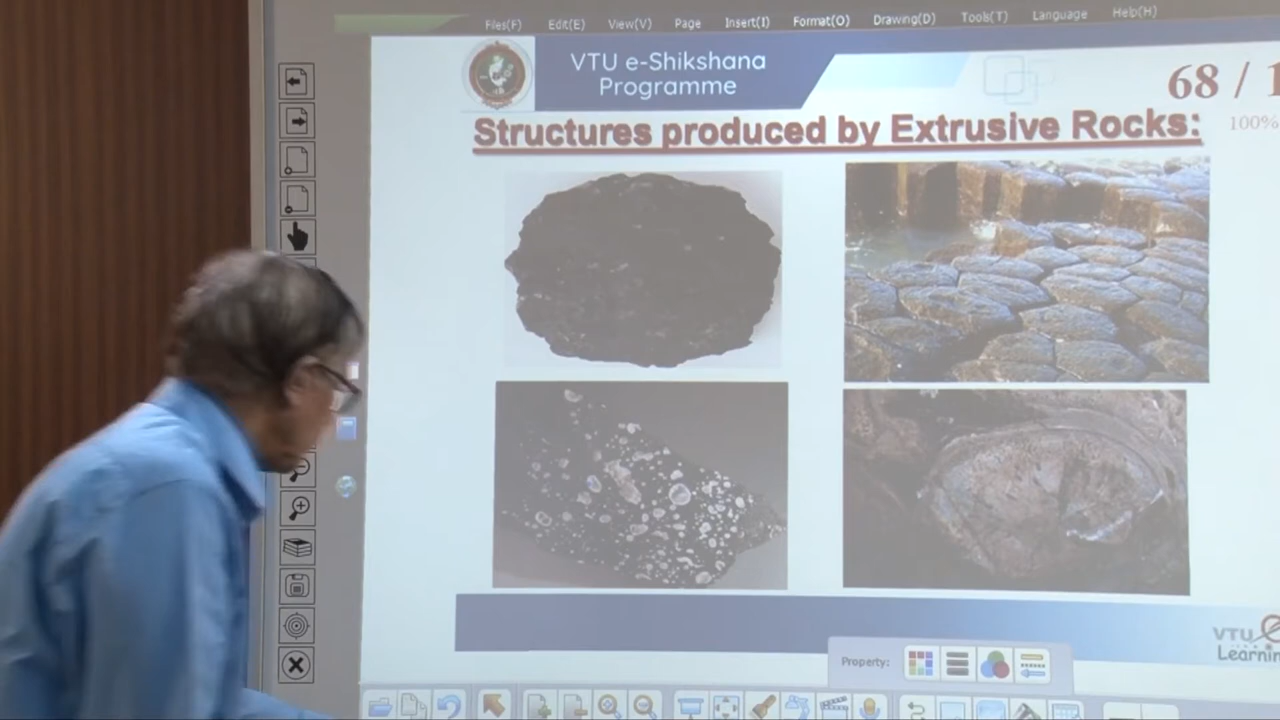 Files(F) Edit(E) View(V) Page Insert(I) Format(O) Drawing(D) Tools(T) Language Help(H)
VTU e-Shikshana
Programme
68 / 1
100%
Structures produced by Extrusive Rocks:
Property:
VTU
Learnin